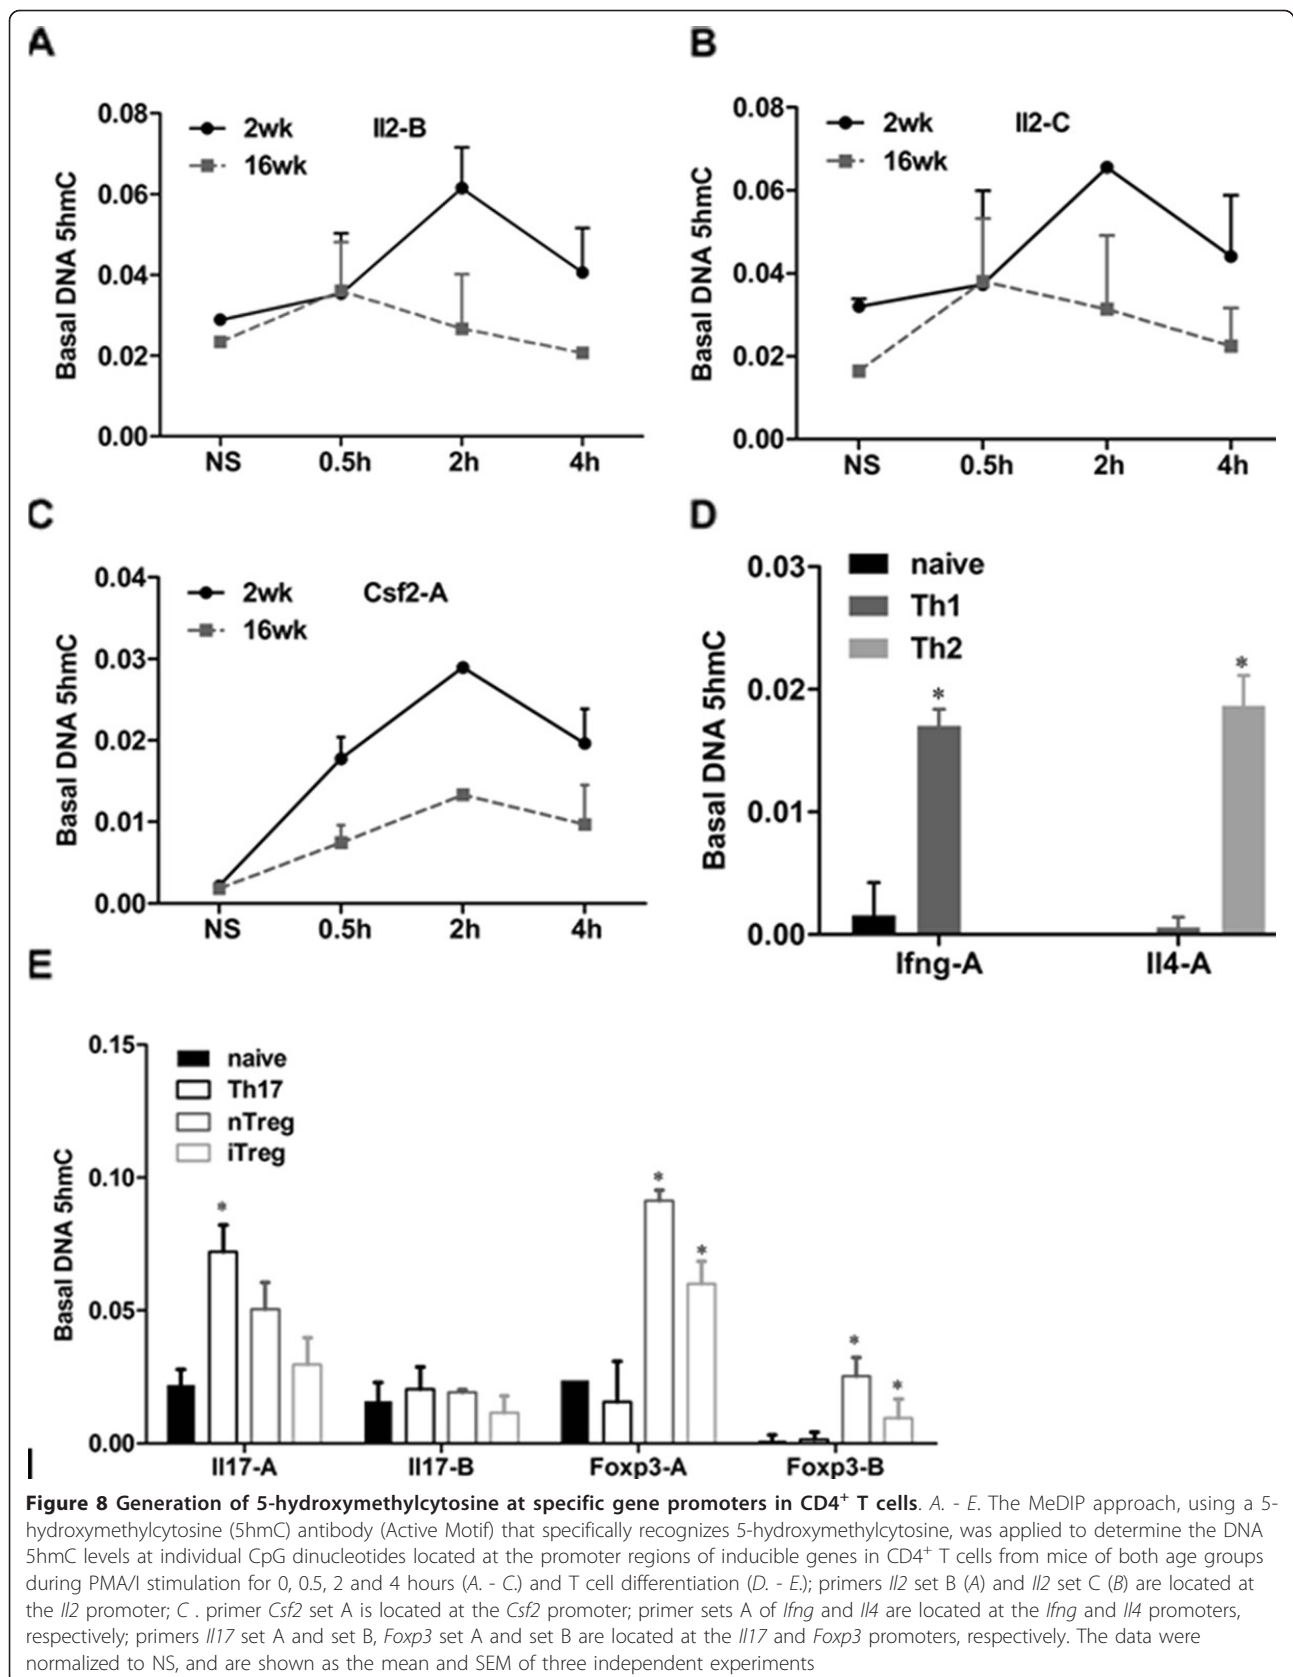 A
0.08
0.06
0.04
0.02
0.00
Basal DNA 5hmC
2wk
16wk
Il2-B
NS 0.5h 2h 4h
B
0.08
0.06
0.04
0.02
0.00
Basal DNA 5hmC
2wk
16wk
Il2-C
NS 0.5h 2h 4h
C
0.04
0.03
0.02
0.01
0.00
Basal DNA 5hmC
2wk
16wk
Csf2-A
NS 0.5h 2h 4h
D
0.03
0.02
0.01
0.00
Basal DNA 5hmC
naive
Th1
Th2
*
*
Ifng-A Il4-A
E
0.15
0.10
0.05
0.00
Basal DNA 5hmC
naive
Th17
nTreg
iTreg
*
*
*
*
*
Il17-A Il17-B Foxp3-A Foxp3-B
Figure 8 Generation of 5-hydroxymethylcytosine at specific gene promoters in CD4⁺ T cells. A. - E. The MeDIP approach, using a 5-
hydroxymethylcytosine (5hmC) antibody (Active Motif) that specifically recognizes 5-hydroxymethylcytosine, was applied to determine the DNA
5hmC levels at individual CpG dinucleotides located at the promoter regions of inducible genes in CD4⁺ T cells from mice of both age groups
during PMA/I stimulation for 0, 0.5, 2 and 4 hours (A. - C.) and T cell differentiation (D. - E.); primers Il2 set B (A) and Il2 set C (B) are located at
the Il2 promoter; C . primer Csf2 set A is located at the Csf2 promoter; primer sets A of Ifng and Il4 are located at the Ifng and Il4 promoters,
respectively; primers Il17 set A and set B, Foxp3 set A and set B are located at the Il17 and Foxp3 promoters, respectively. The data were
normalized to NS, and are shown as the mean and SEM of three independent experiments